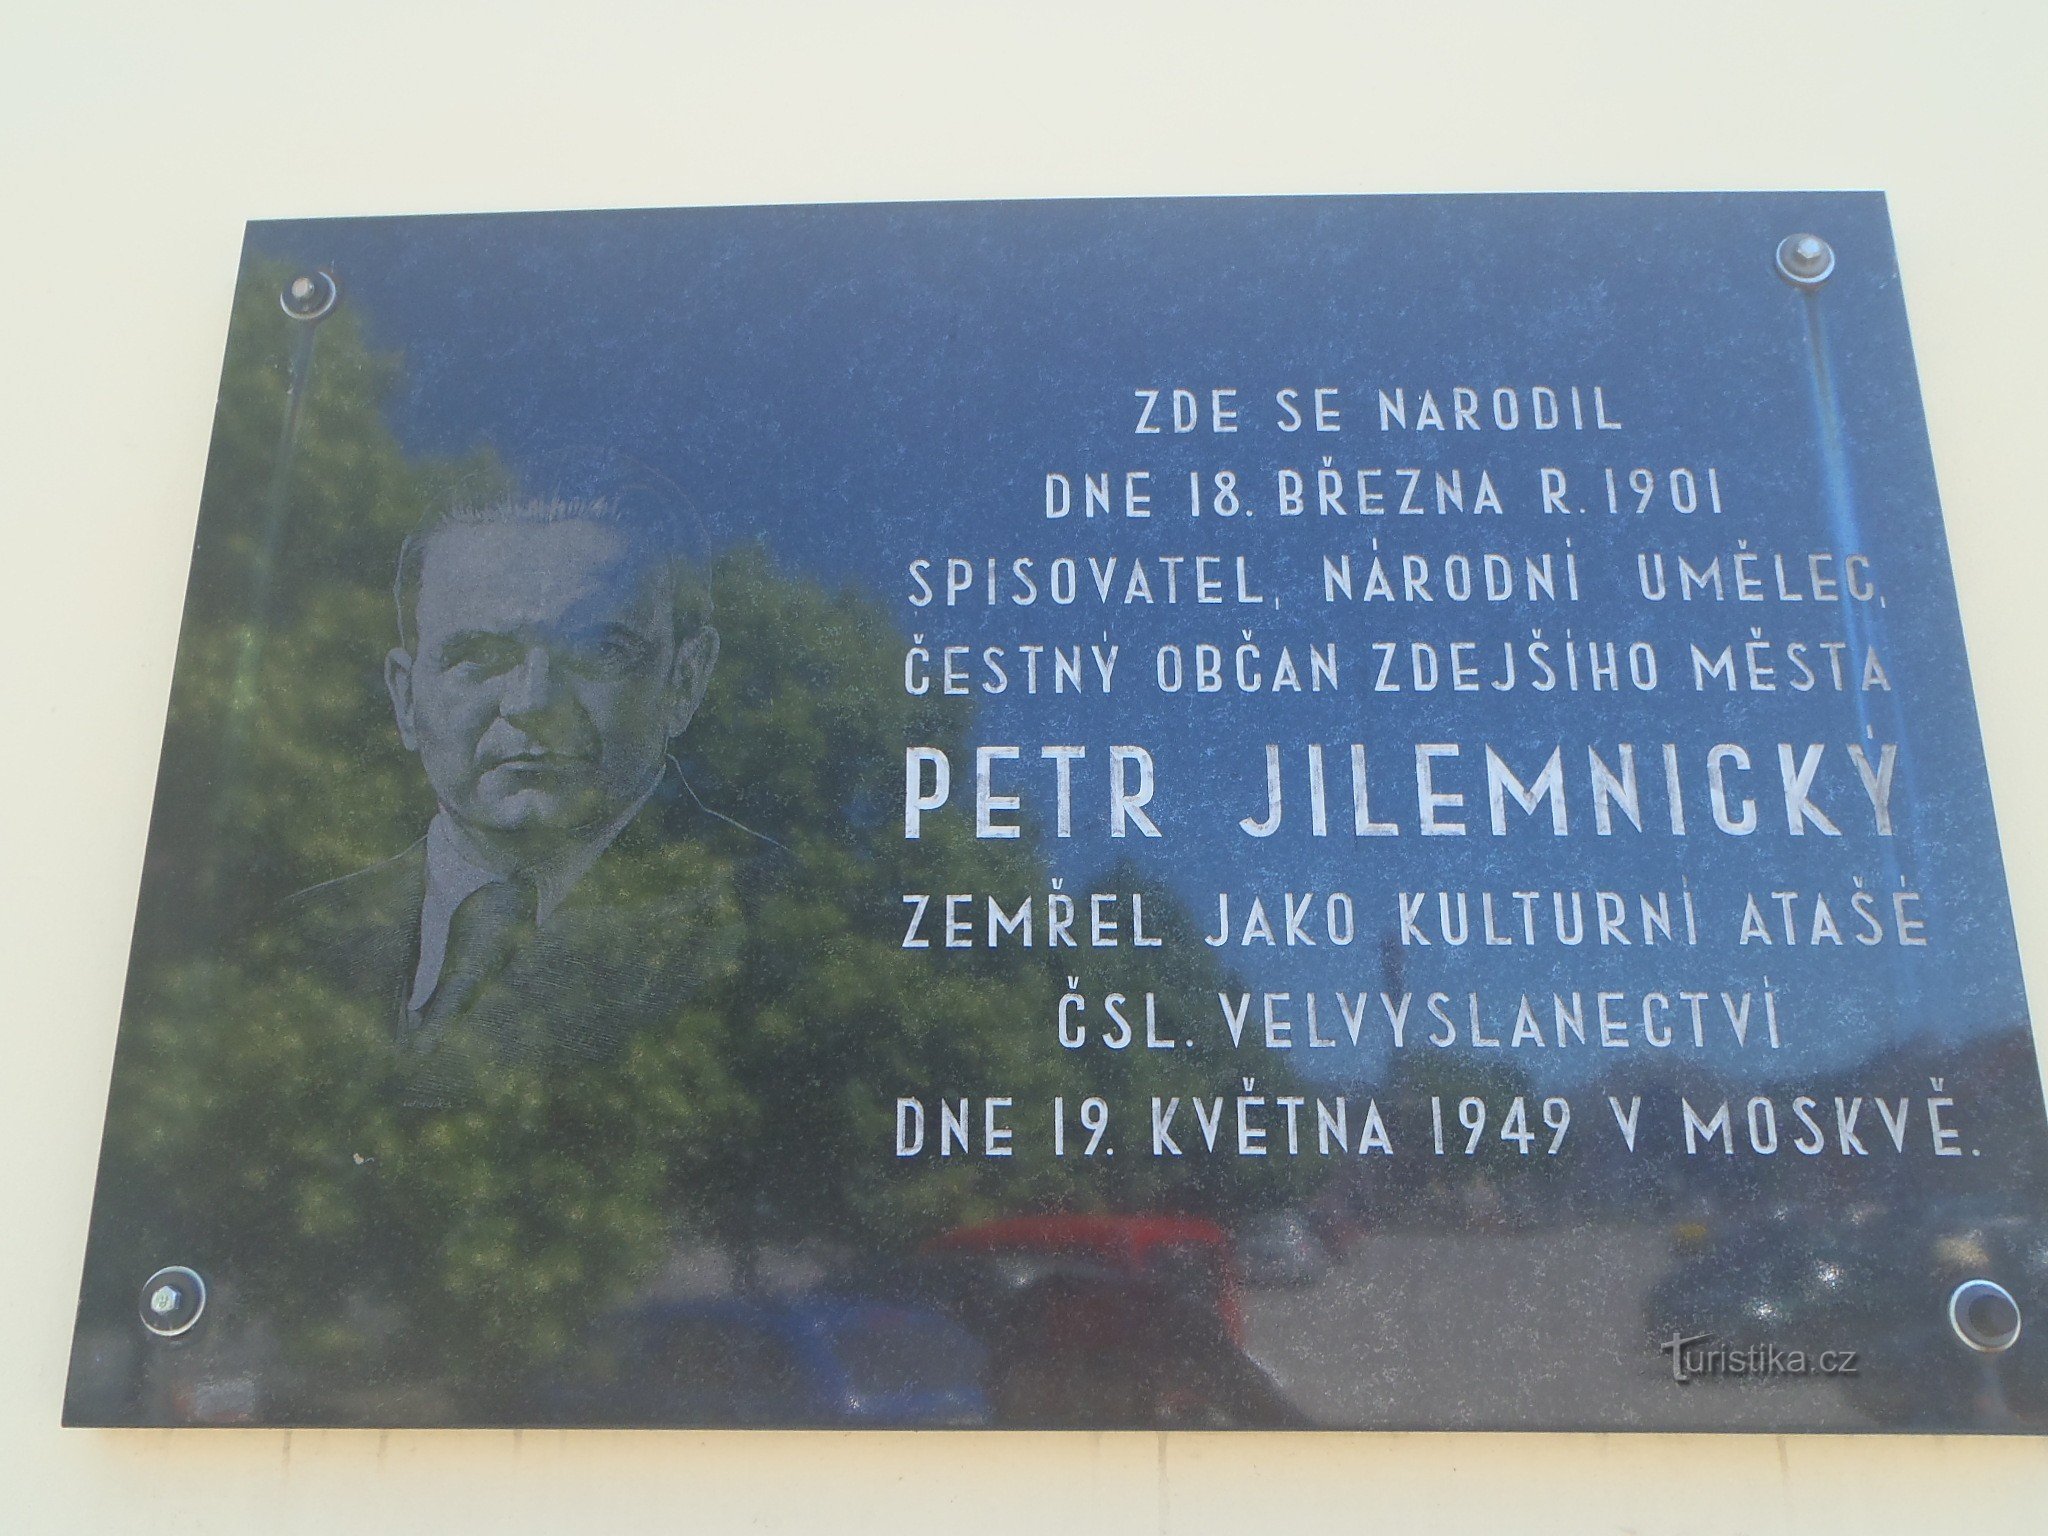 ZDE SE NARODIL
DNE 18. BŘEZNA R. 1901
SPISOVATEL, NÁRODNÍ UMĚLEC,
ČESTNÝ OBČAN ZDEJŠÍHO MĚSTA
PETR JILEMNICKÝ
ZEMŘEL JAKO KULTURNÍ ATAŠÉ
ČSL. VELVYSLANECTVÍ
DNE 19. KVĚTNA 1949 V MOSKVĚ.
Turistika.cz